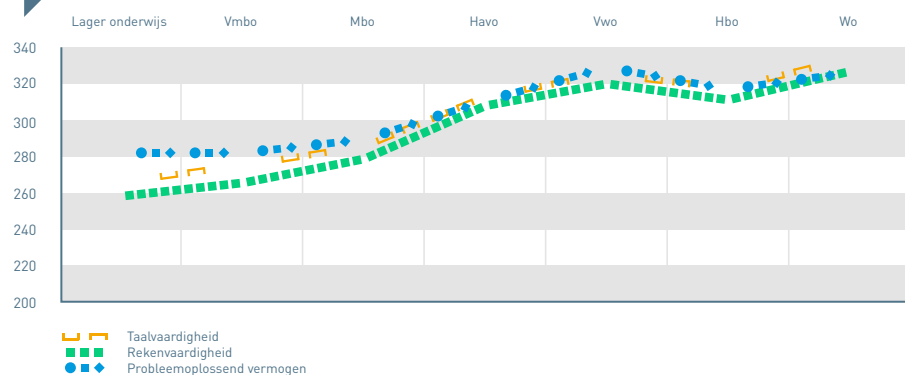 Lager onderwijs Vmbo Mbo Havo Vwo Hbo Wo
340
320
300
280
260
240
220
200
Taalvaardigheid
Rekenvaardigheid
Probleemoplossend vermogen